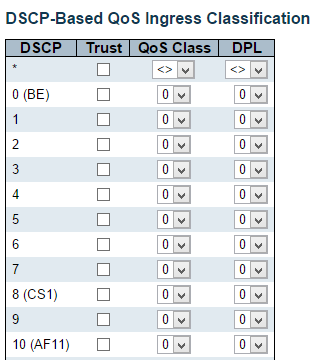 DSCP-Based QoS Ingress Classification
DSCP Trust QoS Class DPL
* <> <>
0 (BE) 0 0
1 0 0
2 0 0
3 0 0
4 0 0
5 0 0
6 0 0
7 0 0
8 (CS1) 0 0
9 0 0
10 (AF11) 0 0